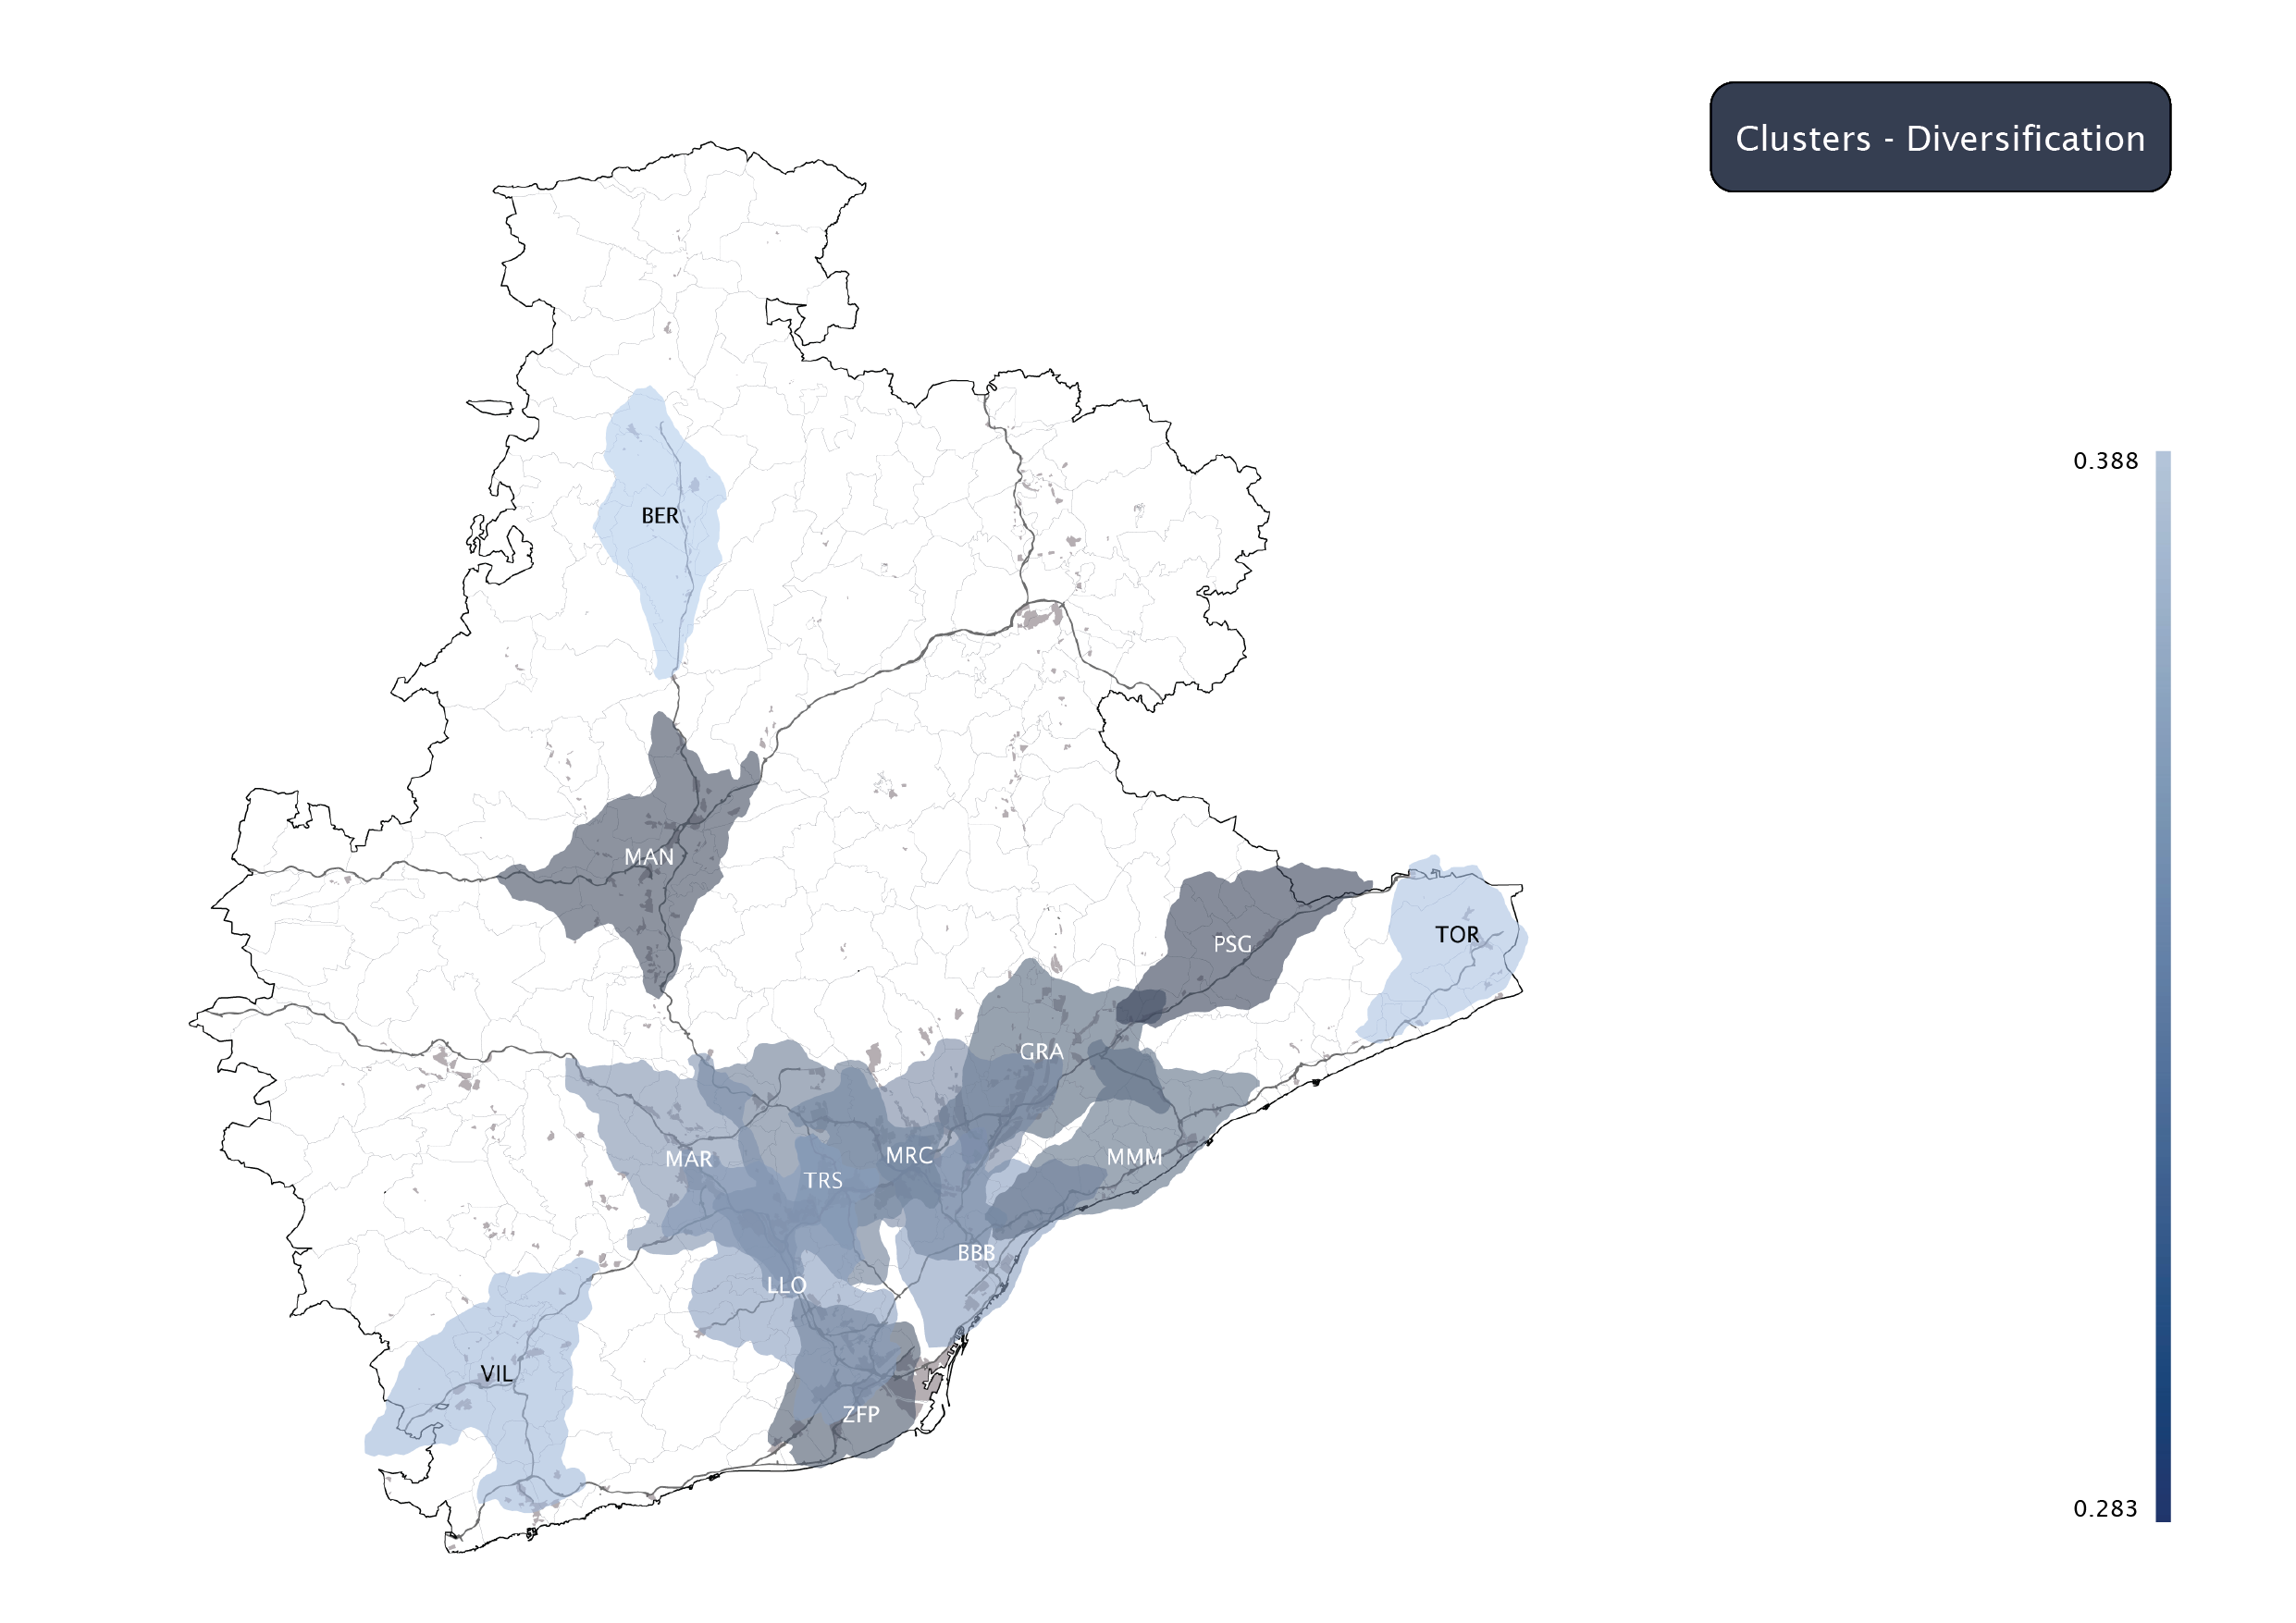 Clusters - Diversification
0.388
BER
MAN
PSG
TOR
GRA
MAR
TRS
MRC
MMM
BBB
LLO
VIL
ZFP
0.283